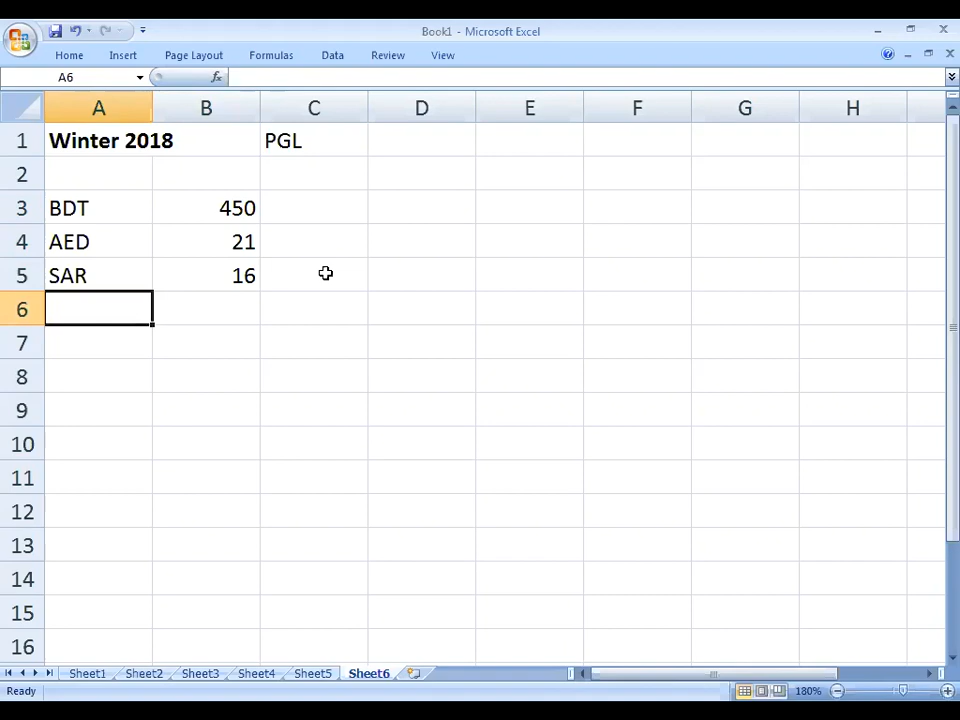 Book1 - Microsoft Excel
Home Insert Page Layout Formulas Data Review View
A6 fx
A B C D E F G H
1 Winter 2018 PGL
2
3 BDT 450
4 AED 21
5 SAR 16
6
7
8
9
10
11
12
13
14
15
16
Sheet1 Sheet2 Sheet3 Sheet4 Sheet5 Sheet6
Ready 180%